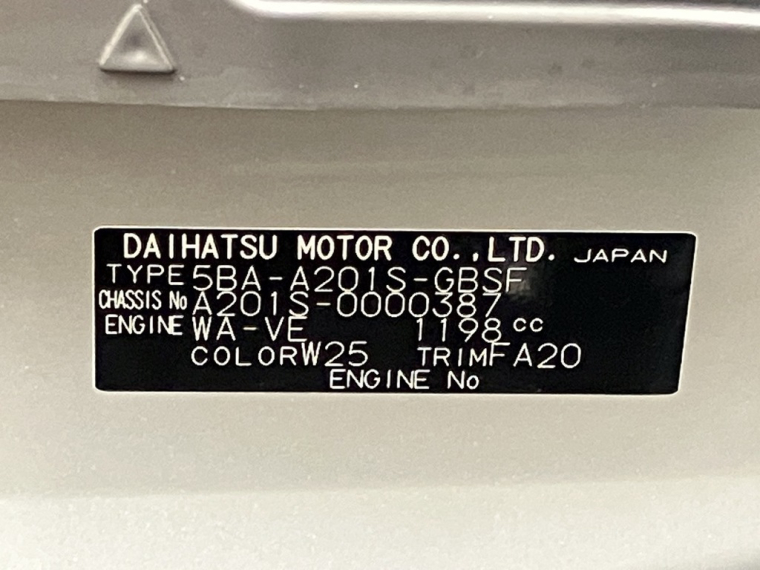 DAIHATSU MOTOR CO.,LTD. JAPAN
TYPE 5BA-A201S-GBSF
CHASSIS No A201S-0000387
ENGINE WA-VE 1198 cc
COLOR W25 TRIM FA20
ENGINE No